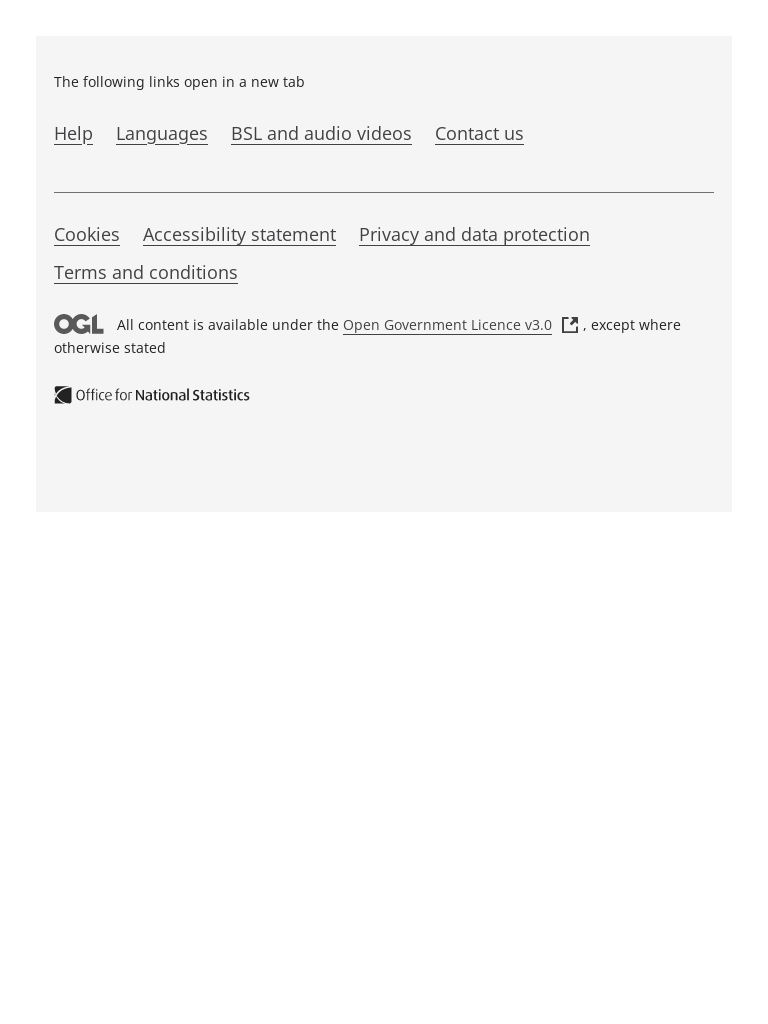 The following links open in a new tab
Help Languages BSL and audio videos Contact us
Cookies Accessibility statement Privacy and data protection
Terms and conditions
OGL All content is available under the Open Government Licence v3.0 , except where
otherwise stated
Office for National Statistics